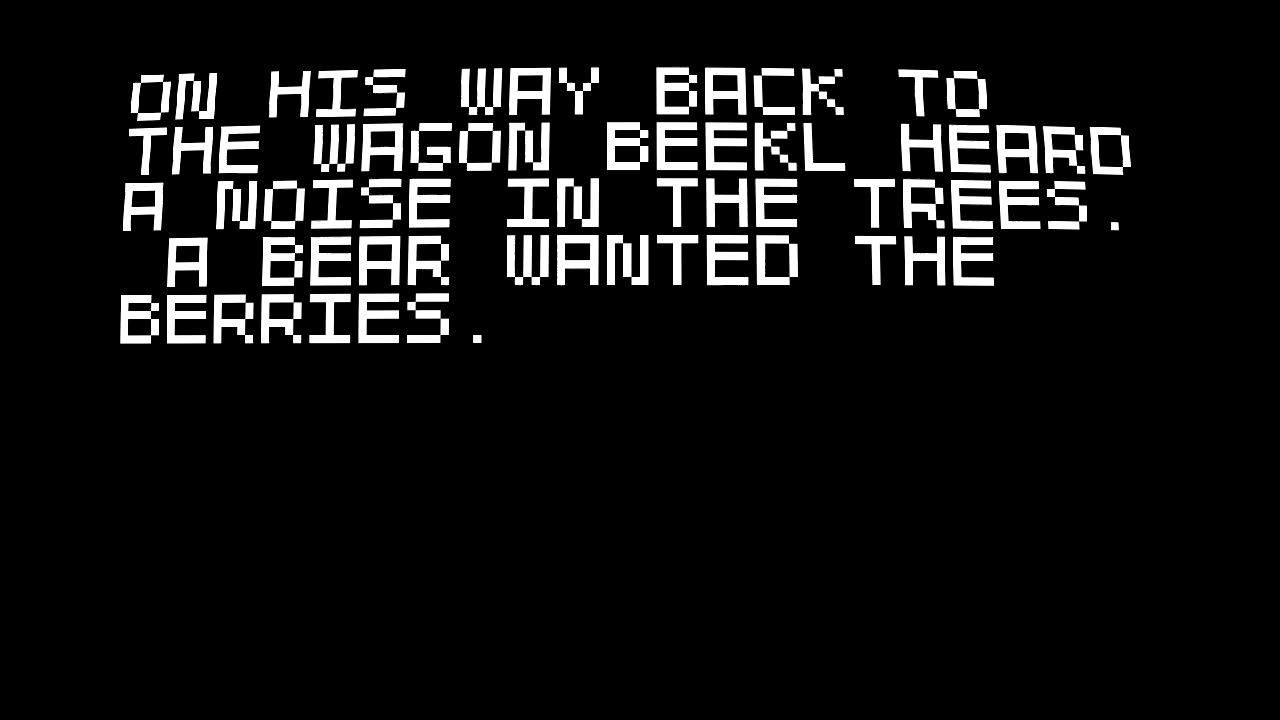 ON HIS WAY BACK TO
THE WAGON BEEKL HEARD
A NOISE IN THE TREES.
A BEAR WANTED THE
BERRIES.